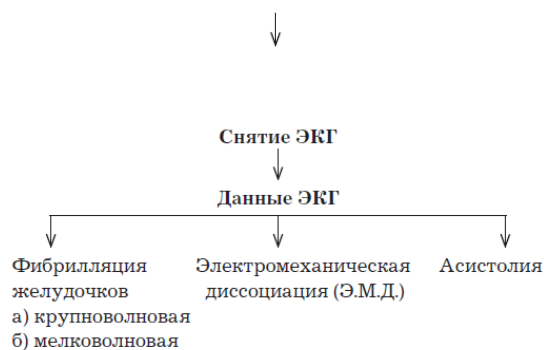 Снятие ЭКГ
Данные ЭКГ
Фибрилляция
желудочков
а) крупноволновая
б) мелковолновая
Электромеханическая
диссоциация (Э.М.Д.)
Асистолия